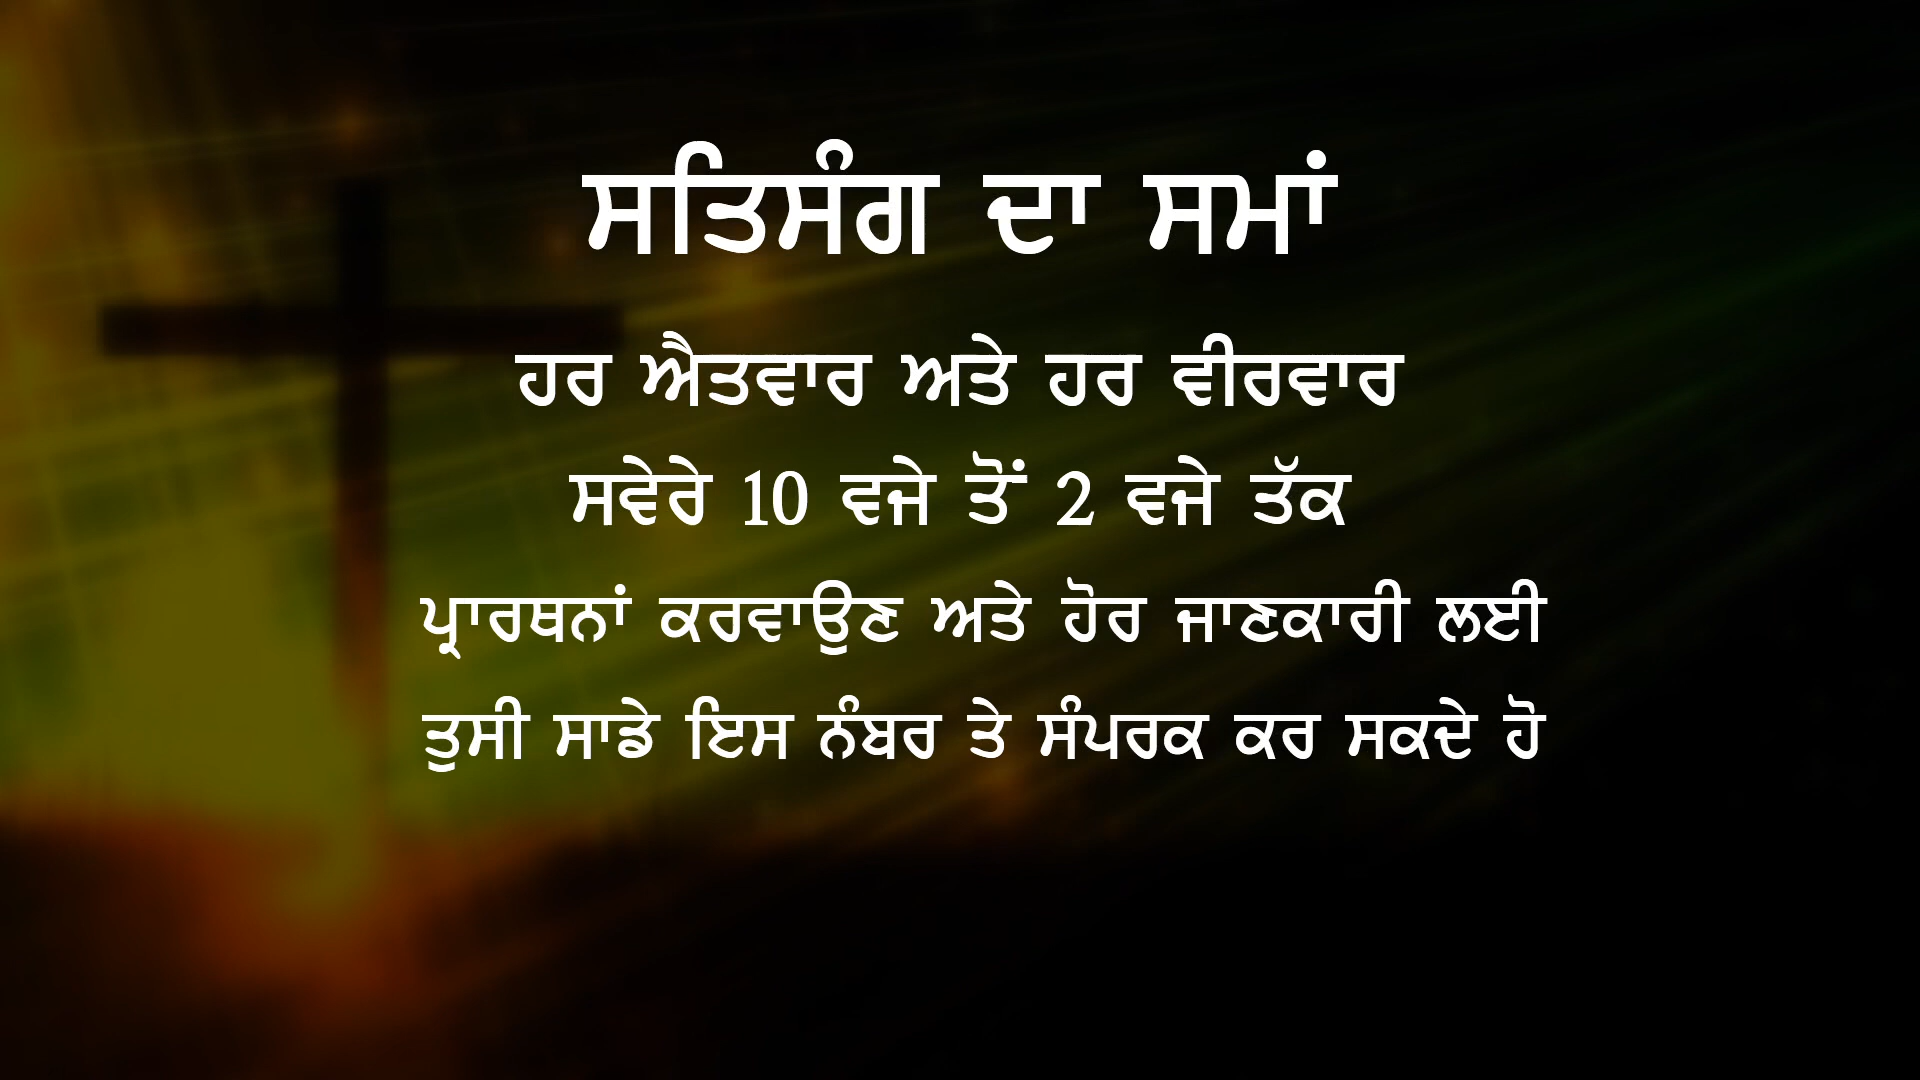 ਸਤਿਸੰਗ ਦਾ ਸਮਾਂ
ਹਰ ਐਤਵਾਰ ਅਤੇ ਹਰ ਵੀਰਵਾਰ
ਸਵੇਰੇ 10 ਵਜੇ ਤੋਂ 2 ਵਜੇ ਤੱਕ
ਪ੍ਰਾਰਥਨਾਂ ਕਰਵਾਉਣ ਅਤੇ ਹੋਰ ਜਾਣਕਾਰੀ ਲਈ
ਤੁਸੀ ਸਾਡੇ ਇਸ ਨੰਬਰ ਤੇ ਸੰਪਰਕ ਕਰ ਸਕਦੇ ਹੋ